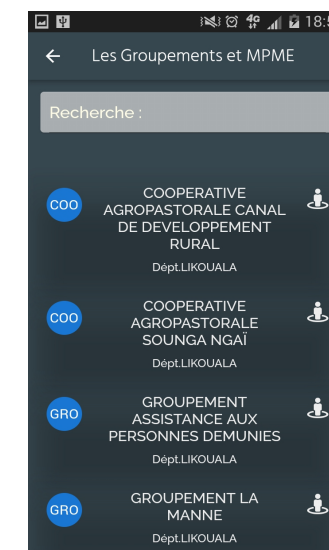 4G 18:5
Les Groupements et MPME
Recherche :
COO
COOPERATIVE
AGROPASTORALE CANAL
DE DEVELOPPEMENT
RURAL
Dépt.LIKOUALA
COO
COOPERATIVE
AGROPASTORALE
SOUNGA NGAÏ
Dépt.LIKOUALA
GRO
GROUPEMENT
ASSISTANCE AUX
PERSONNES DEMUNIES
Dépt.LIKOUALA
GRO
GROUPEMENT LA
MANNE
Dépt.LIKOUALA